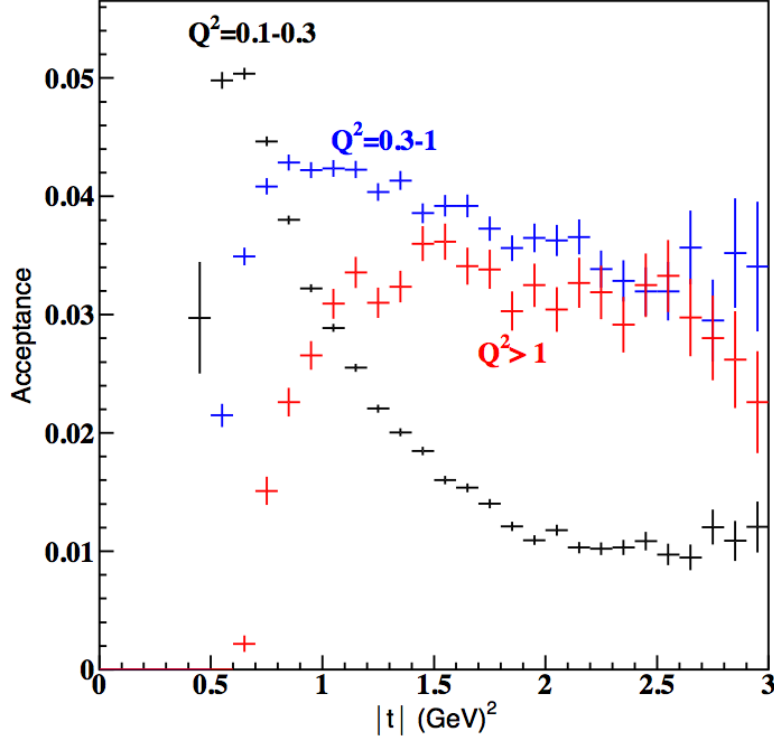 Q²=0.1-0.3
0.05
Q²=0.3-1
0.04
Acceptance
0.03
Q²> 1
0.02
0.01
0
0 0.5 1 1.5 2 2.5 3
|t| (GeV)²